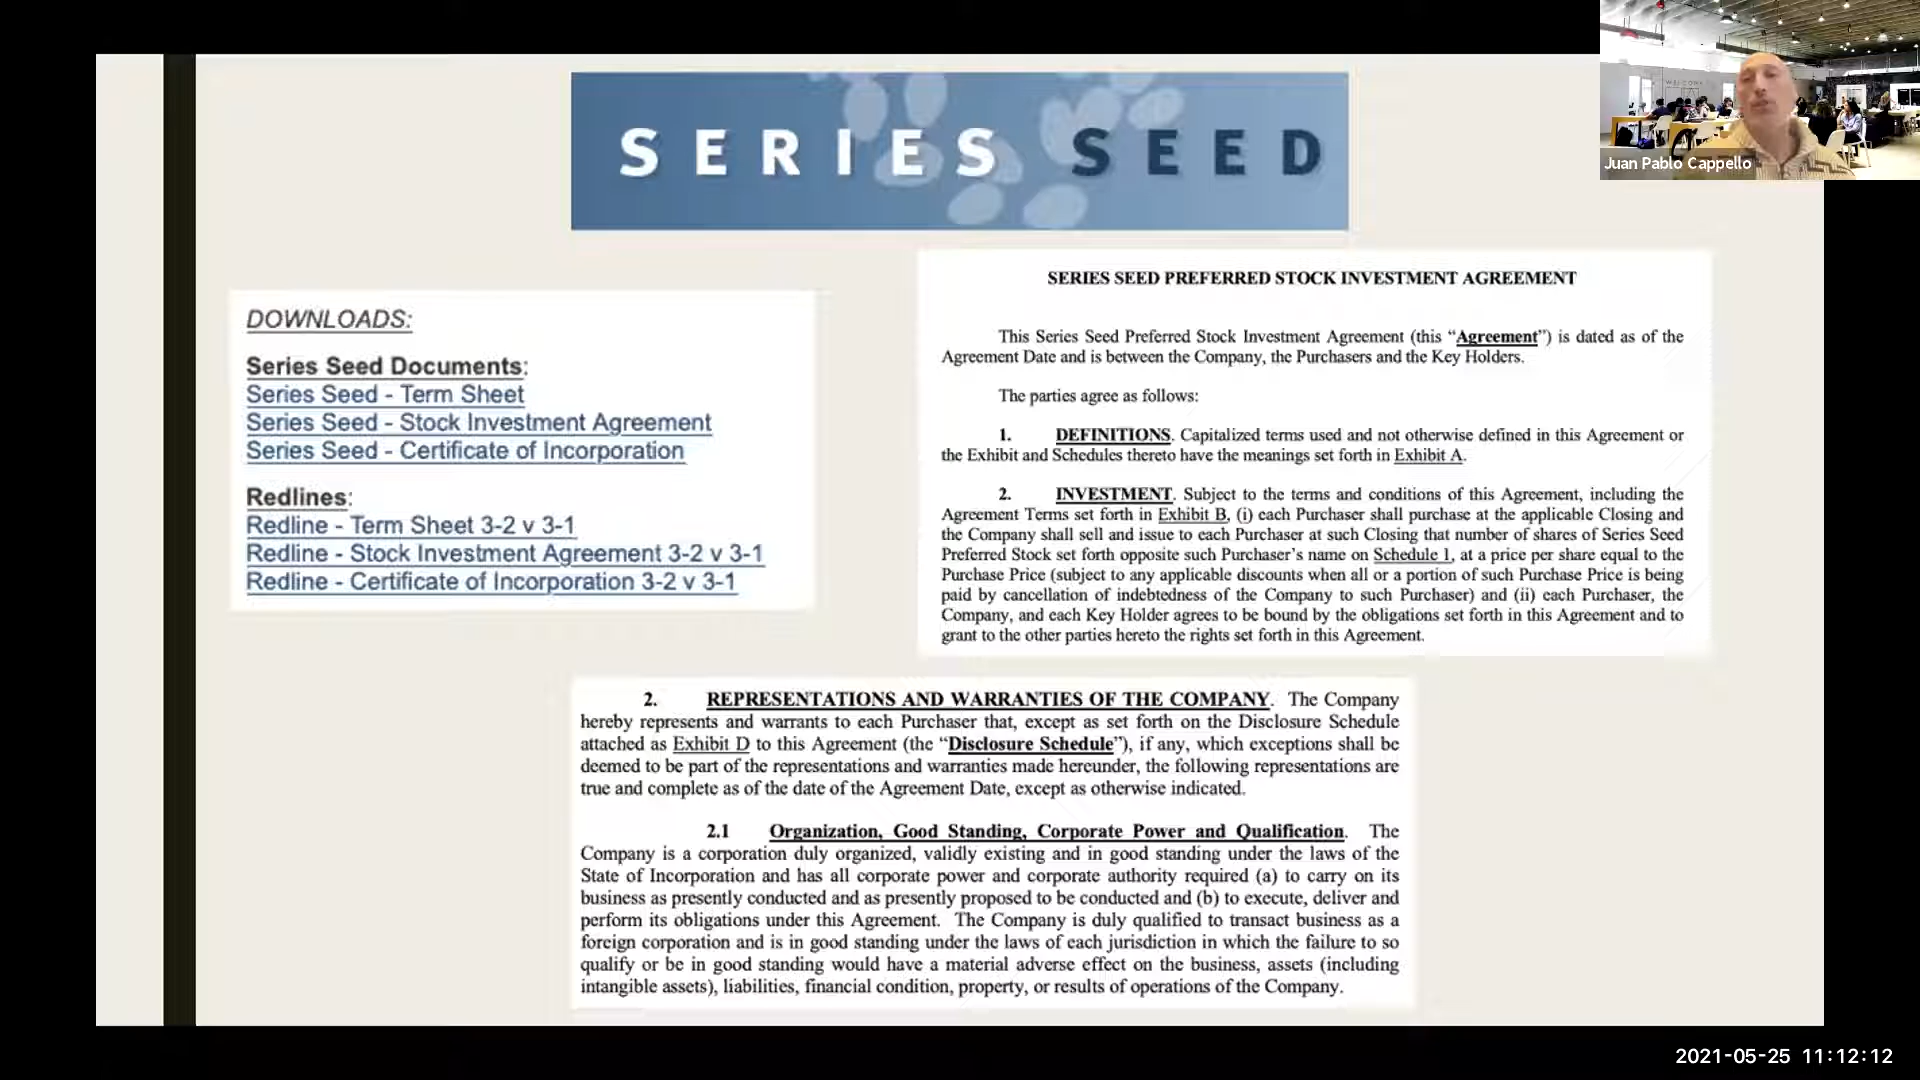 SERIES SEED
WELCOME
Juan Pablo Cappello
DOWNLOADS:
Series Seed Documents:
Series Seed - Term Sheet
Series Seed - Stock Investment Agreement
Series Seed - Certificate of Incorporation
Redlines:
Redline - Term Sheet 3-2 v 3-1
Redline - Stock Investment Agreement 3-2 v 3-1
Redline - Certificate of Incorporation 3-2 v 3-1
SERIES SEED PREFERRED STOCK INVESTMENT AGREEMENT
This Series Seed Preferred Stock Investment Agreement (this “Agreement”) is dated as of the
Agreement Date and is between the Company, the Purchasers and the Key Holders.
The parties agree as follows:
1. DEFINITIONS. Capitalized terms used and not otherwise defined in this Agreement or
the Exhibit and Schedules thereto have the meanings set forth in Exhibit A.
2. INVESTMENT. Subject to the terms and conditions of this Agreement, including the
Agreement Terms set forth in Exhibit B, (i) each Purchaser shall purchase at the applicable Closing and
the Company shall sell and issue to each Purchaser at such Closing that number of shares of Series Seed
Preferred Stock set forth opposite such Purchaser’s name on Schedule 1, at a price per share equal to the
Purchase Price (subject to any applicable discounts when all or a portion of such Purchase Price is being
paid by cancellation of indebtedness of the Company to such Purchaser) and (ii) each Purchaser, the
Company, and each Key Holder agrees to be bound by the obligations set forth in this Agreement and to
grant to the other parties hereto the rights set forth in this Agreement.
2. REPRESENTATIONS AND WARRANTIES OF THE COMPANY. The Company
hereby represents and warrants to each Purchaser that, except as set forth on the Disclosure Schedule
attached as Exhibit D to this Agreement (the “Disclosure Schedule”), if any, which exceptions shall be
deemed to be part of the representations and warranties made hereunder, the following representations are
true and complete as of the date of the Agreement Date, except as otherwise indicated.
2.1 Organization, Good Standing, Corporate Power and Qualification. The
Company is a corporation duly organized, validly existing and in good standing under the laws of the
State of Incorporation and has all corporate power and corporate authority required (a) to carry on its
business as presently conducted and as presently proposed to be conducted and (b) to execute, deliver and
perform its obligations under this Agreement. The Company is duly qualified to transact business as a
foreign corporation and is in good standing under the laws of each jurisdiction in which the failure to so
qualify or be in good standing would have a material adverse effect on the business, assets (including
intangible assets), liabilities, financial condition, property, or results of operations of the Company.
2021-05-25 11:12:12